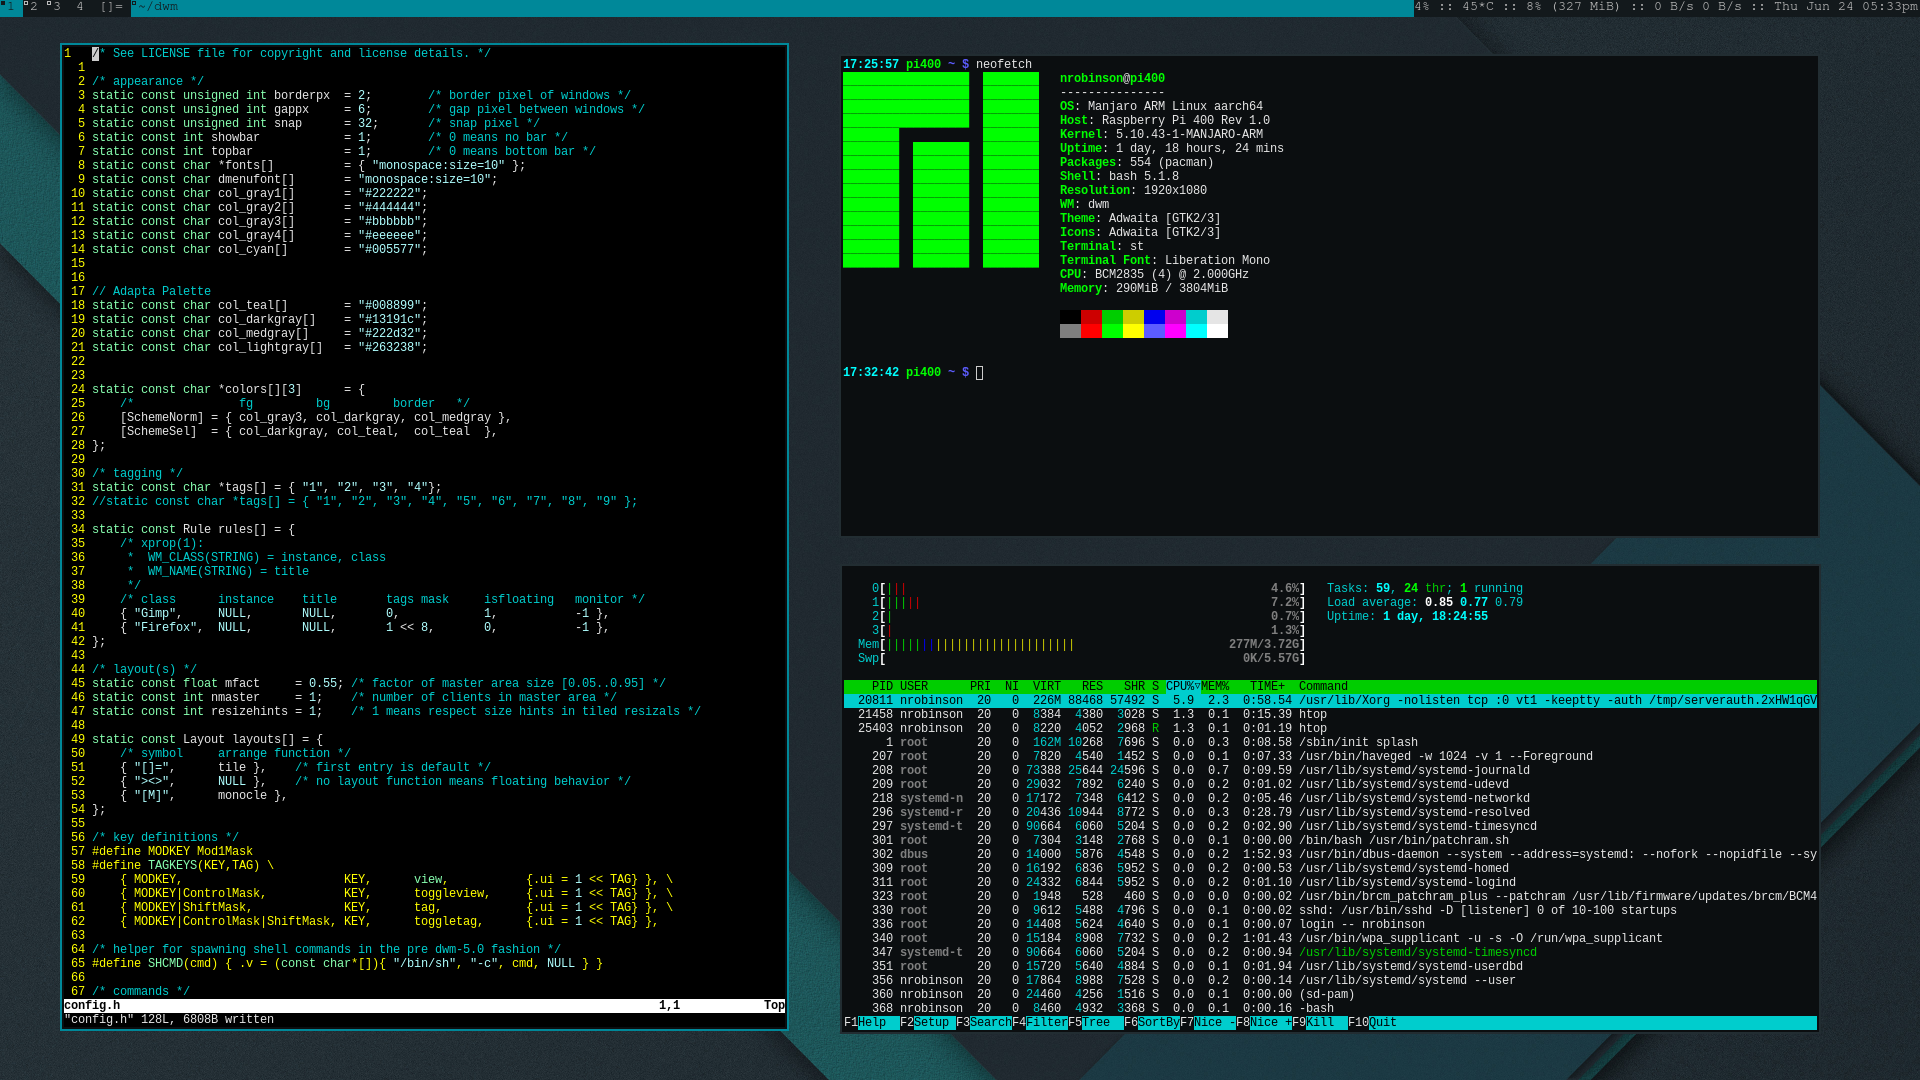 1 2 3 4 []= ~/dwm 4% :: 45*C :: 8% (327 MiB) :: 0 B/s 0 B/s :: Thu Jun 24 05:33pm
1 /* See LICENSE file for copyright and license details. */
1
2 /* appearance */
3 static const unsigned int borderpx = 2; /* border pixel of windows */
4 static const unsigned int gappx = 6; /* gap pixel between windows */
5 static const unsigned int snap = 32; /* snap pixel */
6 static const int showbar = 1; /* 0 means no bar */
7 static const int topbar = 1; /* 0 means bottom bar */
8 static const char *fonts[] = { "monospace:size=10" };
9 static const char dmenufont[] = "monospace:size=10";
10 static const char col_gray1[] = "#222222";
11 static const char col_gray2[] = "#444444";
12 static const char col_gray3[] = "#bbbbbb";
13 static const char col_gray4[] = "#eeeeee";
14 static const char col_cyan[] = "#005577";
15
16
17 // Adapta Palette
18 static const char col_teal[] = "#008899";
19 static const char col_darkgray[] = "#13191c";
20 static const char col_medgray[] = "#222d32";
21 static const char col_lightgray[] = "#263238";
22
23
24 static const char *colors[][3] = {
25 /* fg bg border */
26 [SchemeNorm] = { col_gray3, col_darkgray, col_medgray },
27 [SchemeSel] = { col_darkgray, col_teal, col_teal },
28 };
29
30 /* tagging */
31 static const char *tags[] = { "1", "2", "3", "4"};
32 //static const char *tags[] = { "1", "2", "3", "4", "5", "6", "7", "8", "9" };
33
34 static const Rule rules[] = {
35 /* xprop(1):
36 * WM_CLASS(STRING) = instance, class
37 * WM_NAME(STRING) = title
38 */
39 /* class instance title tags mask isfloating monitor */
40 { "Gimp", NULL, NULL, 0, 1, -1 },
41 { "Firefox", NULL, NULL, 1 << 8, 0, -1 },
42 };
43
44 /* layout(s) */
45 static const float mfact = 0.55; /* factor of master area size [0.05..0.95] */
46 static const int nmaster = 1; /* number of clients in master area */
47 static const int resizehints = 1; /* 1 means respect size hints in tiled resizals */
48
49 static const Layout layouts[] = {
50 /* symbol arrange function */
51 { "[]=", tile }, /* first entry is default */
52 { "><>", NULL }, /* no layout function means floating behavior */
53 { "[M]", monocle },
54 };
55
56 /* key definitions */
57 #define MODKEY Mod1Mask
58 #define TAGKEYS(KEY,TAG) \
59 { MODKEY, KEY, view, {.ui = 1 << TAG} }, \
60 { MODKEY|ControlMask, KEY, toggleview, {.ui = 1 << TAG} }, \
61 { MODKEY|ShiftMask, KEY, tag, {.ui = 1 << TAG} }, \
62 { MODKEY|ControlMask|ShiftMask, KEY, toggletag, {.ui = 1 << TAG} },
63
64 /* helper for spawning shell commands in the pre dwm-5.0 fashion */
65 #define SHCMD(cmd) { .v = (const char*[]){ "/bin/sh", "-c", cmd, NULL } }
66
67 /* commands */
config.h 1,1 Top
"config.h" 128L, 6808B written
17:25:57 pi400 ~ $ neofetch
nrobinson@pi400
---------------
OS: Manjaro ARM Linux aarch64
Host: Raspberry Pi 400 Rev 1.0
Kernel: 5.10.43-1-MANJARO-ARM
Uptime: 1 day, 18 hours, 24 mins
Packages: 554 (pacman)
Shell: bash 5.1.8
Resolution: 1920x1080
WM: dwm
Theme: Adwaita [GTK2/3]
Icons: Adwaita [GTK2/3]
Terminal: st
Terminal Font: Liberation Mono
CPU: BCM2835 (4) @ 2.000GHz
Memory: 290MiB / 3804MiB
17:32:42 pi400 ~ $
0[||| 4.6%] Tasks: 59, 24 thr; 1 running
1[||||| 7.2%] Load average: 0.85 0.77 0.79
2[| 0.7%] Uptime: 1 day, 18:24:55
3[ 1.3%]
Mem[||||||||||||||||||||||||||| 277M/3.72G]
Swp[ 0K/5.57G]
PID USER PRI NI VIRT RES SHR S CPU%▽MEM% TIME+ Command
20811 nrobinson 20 0 226M 88468 57492 S 5.9 2.3 0:58.54 /usr/lib/Xorg -nolisten tcp :0 vt1 -keeptty -auth /tmp/serverauth.2xHW1qGV
21458 nrobinson 20 0 8384 4380 3028 S 1.3 0.1 0:15.39 htop
25403 nrobinson 20 0 8220 4052 2968 R 1.3 0.1 0:01.19 htop
1 root 20 0 162M 10268 7696 S 0.0 0.3 0:08.58 /sbin/init splash
207 root 20 0 7820 4540 1452 S 0.0 0.1 0:07.33 /usr/bin/haveged -w 1024 -v 1 --Foreground
208 root 20 0 73388 25644 24596 S 0.0 0.7 0:09.59 /usr/lib/systemd/systemd-journald
209 root 20 0 29032 7892 6240 S 0.0 0.2 0:01.02 /usr/lib/systemd/systemd-udevd
218 systemd-n 20 0 17172 7348 6412 S 0.0 0.2 0:05.46 /usr/lib/systemd/systemd-networkd
296 systemd-r 20 0 20436 10944 8772 S 0.0 0.3 0:28.79 /usr/lib/systemd/systemd-resolved
297 systemd-t 20 0 90664 6060 5204 S 0.0 0.2 0:02.90 /usr/lib/systemd/systemd-timesyncd
301 root 20 0 7304 3148 2768 S 0.0 0.1 0:00.00 /bin/bash /usr/bin/patchram.sh
302 dbus 20 0 14000 5876 4548 S 0.0 0.2 1:52.93 /usr/bin/dbus-daemon --system --address=systemd: --nofork --nopidfile --sy
309 root 20 0 16192 6836 5952 S 0.0 0.2 0:00.53 /usr/lib/systemd/systemd-homed
311 root 20 0 24332 6844 5952 S 0.0 0.2 0:01.10 /usr/lib/systemd/systemd-logind
323 root 20 0 1948 528 460 S 0.0 0.0 0:00.02 /usr/bin/brcm_patchram_plus --patchram /usr/lib/firmware/updates/brcm/BCM4
330 root 20 0 9612 5488 4796 S 0.0 0.1 0:00.02 sshd: /usr/bin/sshd -D [listener] 0 of 10-100 startups
336 root 20 0 14408 5624 4640 S 0.0 0.1 0:00.07 login -- nrobinson
340 root 20 0 15184 8908 7732 S 0.0 0.2 1:01.43 /usr/bin/wpa_supplicant -u -s -O /run/wpa_supplicant
347 systemd-t 20 0 90664 6060 5204 S 0.0 0.2 0:00.94 /usr/lib/systemd/systemd-timesyncd
351 root 20 0 15720 5640 4884 S 0.0 0.1 0:01.94 /usr/lib/systemd/systemd-userdbd
356 nrobinson 20 0 17864 8988 7528 S 0.0 0.2 0:00.14 /usr/lib/systemd/systemd --user
360 nrobinson 20 0 24460 4256 1516 S 0.0 0.1 0:00.00 (sd-pam)
368 nrobinson 20 0 8460 4932 3368 S 0.0 0.1 0:00.16 -bash
F1Help F2Setup F3SearchF4FilterF5Tree F6SortByF7Nice -F8Nice +F9Kill F10Quit